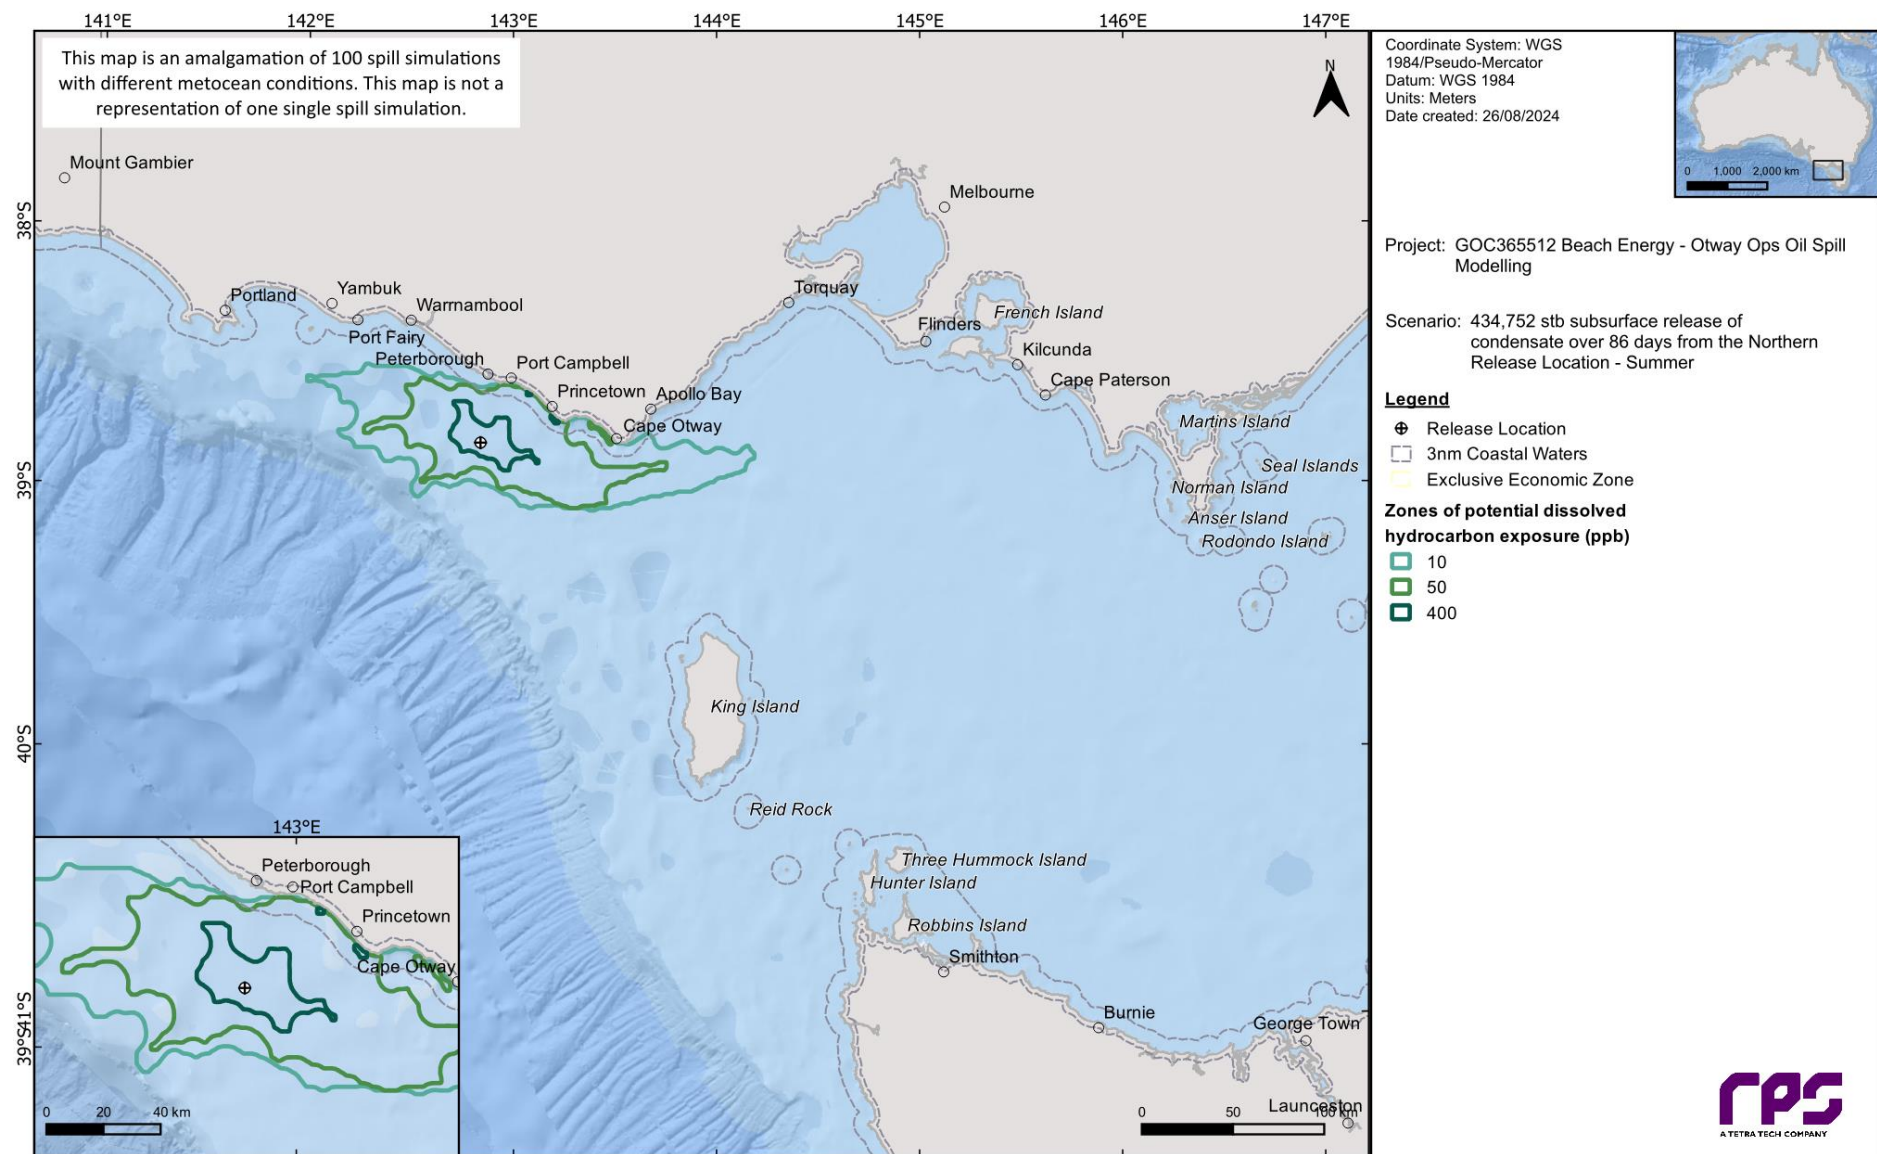 141°E
142°E
143°E
144°E
145°E
146°E
147°E
This map is an amalgamation of 100 spill simulations
with different metocean conditions. This map is not a
representation of one single spill simulation.
N
Mount Gambier
Melbourne
38°S
Portland
Yambuk
Warrnambool
Port Fairy
Torquay
French Island
Flinders
Peterborough
Port Campbell
Kilcunda
Princetown
Apollo Bay
Cape Paterson
Cape Otway
Martins Island
39°S
Seal Islands
Norman Island
Anser Island
Rodondo Island
King Island
40°S
Reid Rock
Three Hummock Island
Hunter Island
Robbins Island
Smithton
41°S
Burnie
George Town
Launceston
0 50 100 km
143°E
Peterborough
Port Campbell
Princetown
Cape Otway
39°S
0 20 40 km
Coordinate System: WGS
1984/Pseudo-Mercator
Datum: WGS 1984
Units: Meters
Date created: 26/08/2024
0 1,000 2,000 km
Project: GOC365512 Beach Energy - Otway Ops Oil Spill
Modelling
Scenario: 434,752 stb subsurface release of
condensate over 86 days from the Northern
Release Location - Summer
Legend
Release Location
3nm Coastal Waters
Exclusive Economic Zone
Zones of potential dissolved
hydrocarbon exposure (ppb)
10
50
400
rps
A TETRA TECH COMPANY